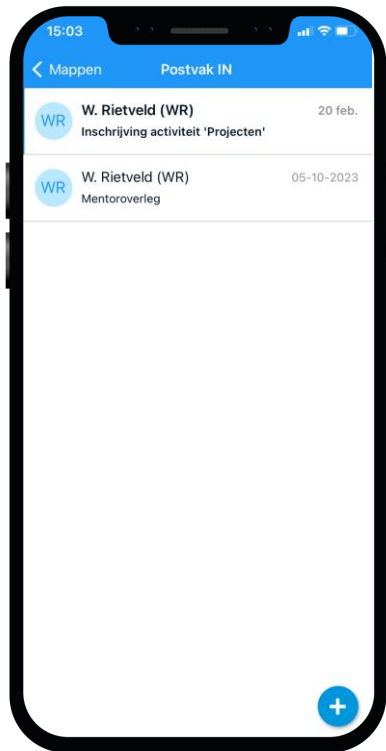 15:03
Mappen
Postvak IN
WR
W. Rietveld (WR)
20 feb.
Inschrijving activiteit 'Projecten'
WR
W. Rietveld (WR)
05-10-2023
Mentoroverleg
+